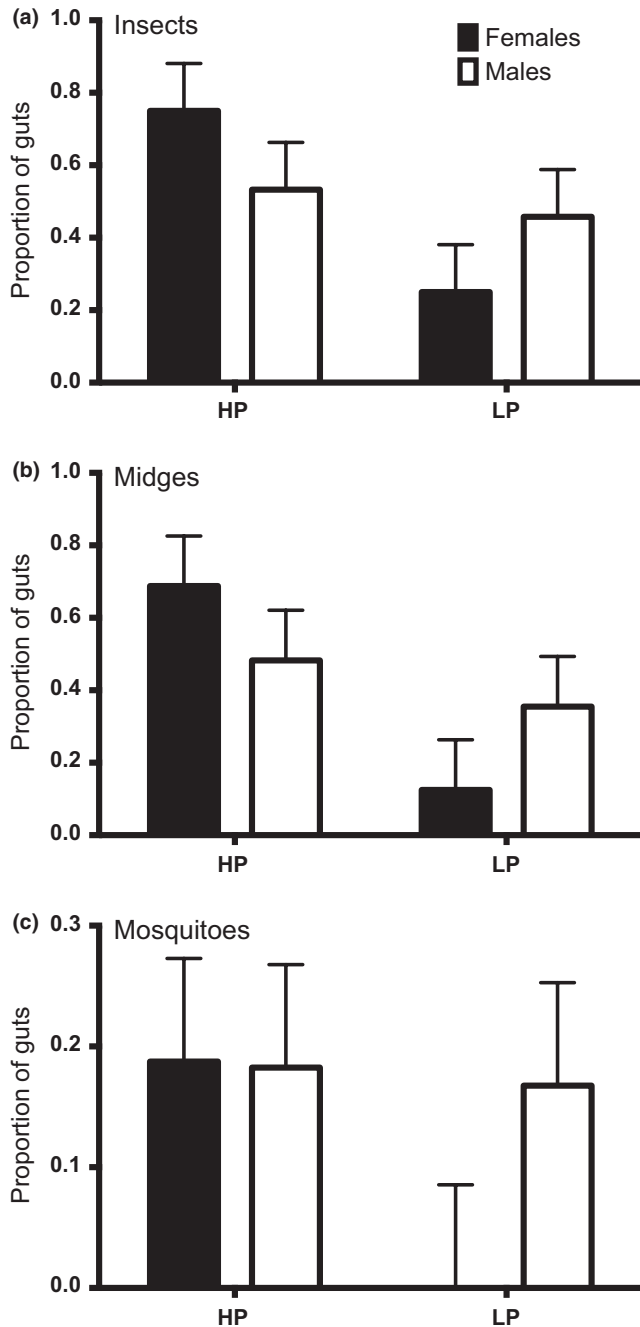 (a) Insects
Females
Males
Proportion of guts
1.0
0.8
0.6
0.4
0.2
0.0
HP LP
(b) Midges
Proportion of guts
1.0
0.8
0.6
0.4
0.2
0.0
HP LP
(c) Mosquitoes
Proportion of guts
0.3
0.2
0.1
0.0
HP LP